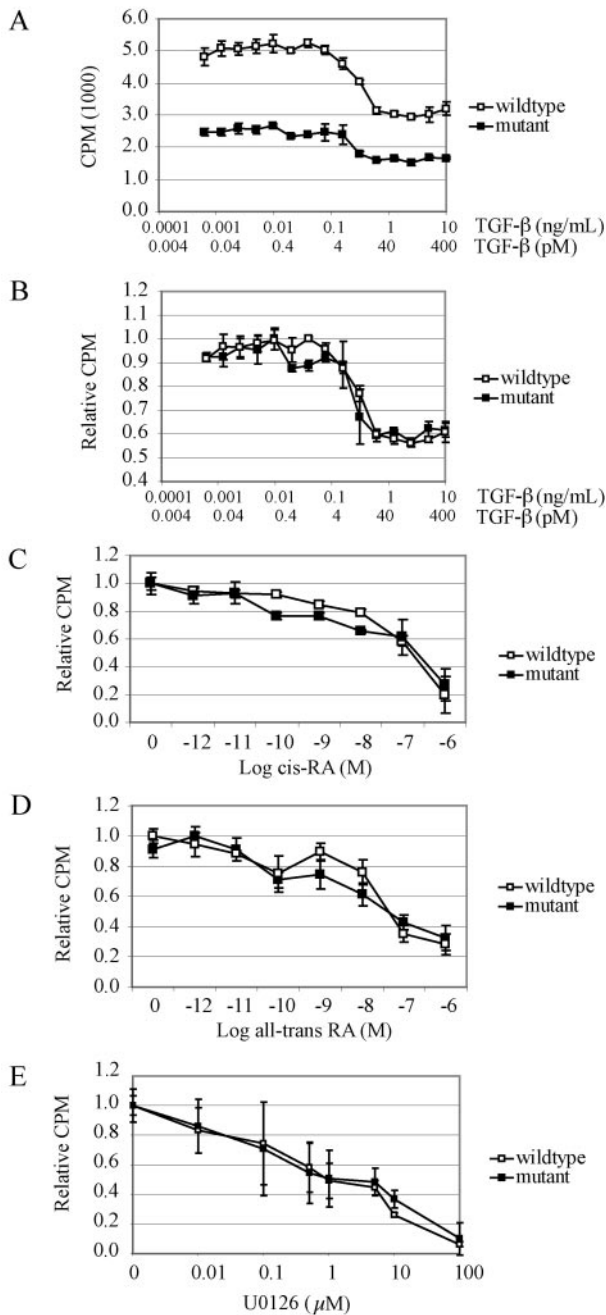 A
CPM (1000)
6.0
5.0
4.0
3.0
2.0
1.0
0.0
wildtype
mutant
0.0001 0.001 0.01 0.1 1 10 TGF-β (ng/mL)
0.004 0.04 0.4 4 40 400 TGF-β (pM)
B
Relative CPM
1.2
1.1
1.0
0.9
0.8
0.7
0.6
0.5
0.4
wildtype
mutant
0.0001 0.001 0.01 0.1 1 10 TGF-β (ng/mL)
0.004 0.04 0.4 4 40 400 TGF-β (pM)
C
Relative CPM
1.2
1.0
0.8
0.6
0.4
0.2
0.0
wildtype
mutant
0 -12 -11 -10 -9 -8 -7 -6
Log cis-RA (M)
D
Relative CPM
1.2
1.0
0.8
0.6
0.4
0.2
0.0
wildtype
mutant
0 -12 -11 -10 -9 -8 -7 -6
Log all-trans RA (M)
E
Relative CPM
1.2
1.0
0.8
0.6
0.4
0.2
0.0
wildtype
mutant
0 0.01 0.1 1 10 100
U0126 (μM)